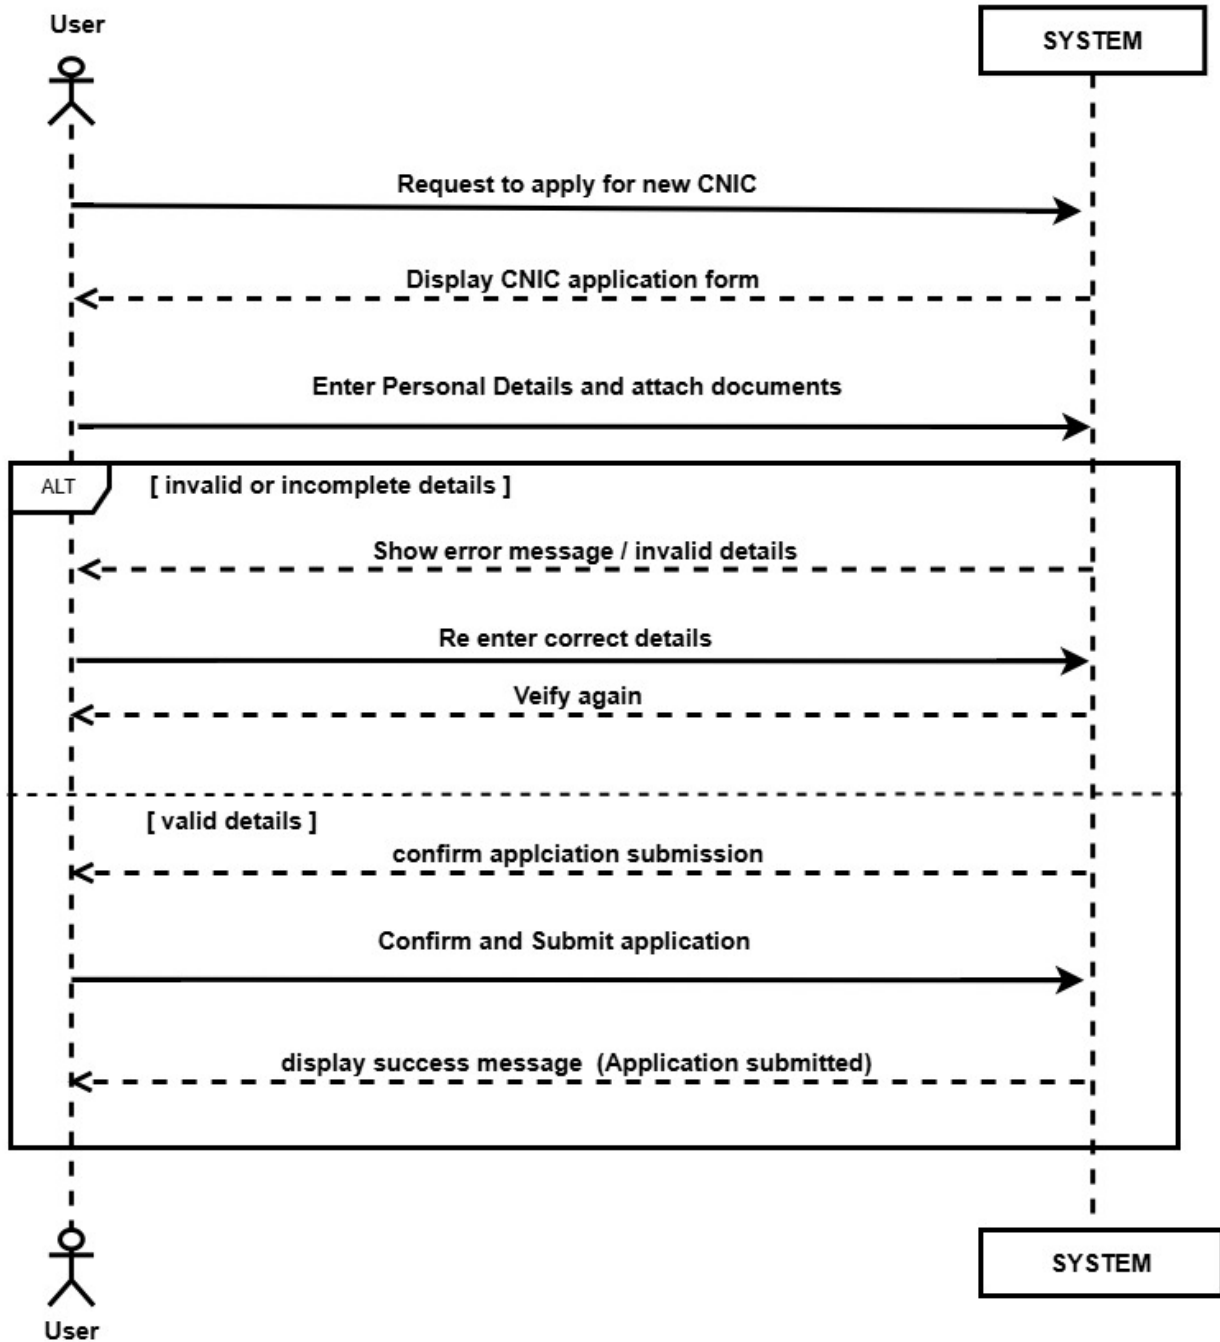 User
SYSTEM
Request to apply for new CNIC
Display CNIC application form
Enter Personal Details and attach documents
ALT
[ invalid or incomplete details ]
Show error message / invalid details
Re enter correct details
Veify again
[ valid details ]
confirm applciation submission
Confirm and Submit application
display success message (Application submitted)
SYSTEM
User